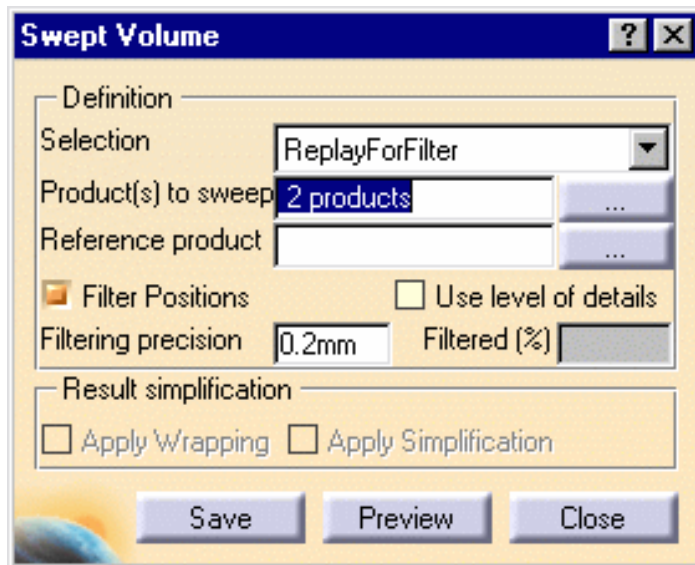 Swept Volume ? X
Definition
Selection ReplayForFilter
Product(s) to sweep 2 products ...
Reference product ...
Filter Positions Use level of details
Filtering precision 0.2mm Filtered (%)
Result simplification
Apply Wrapping Apply Simplification
Save Preview Close